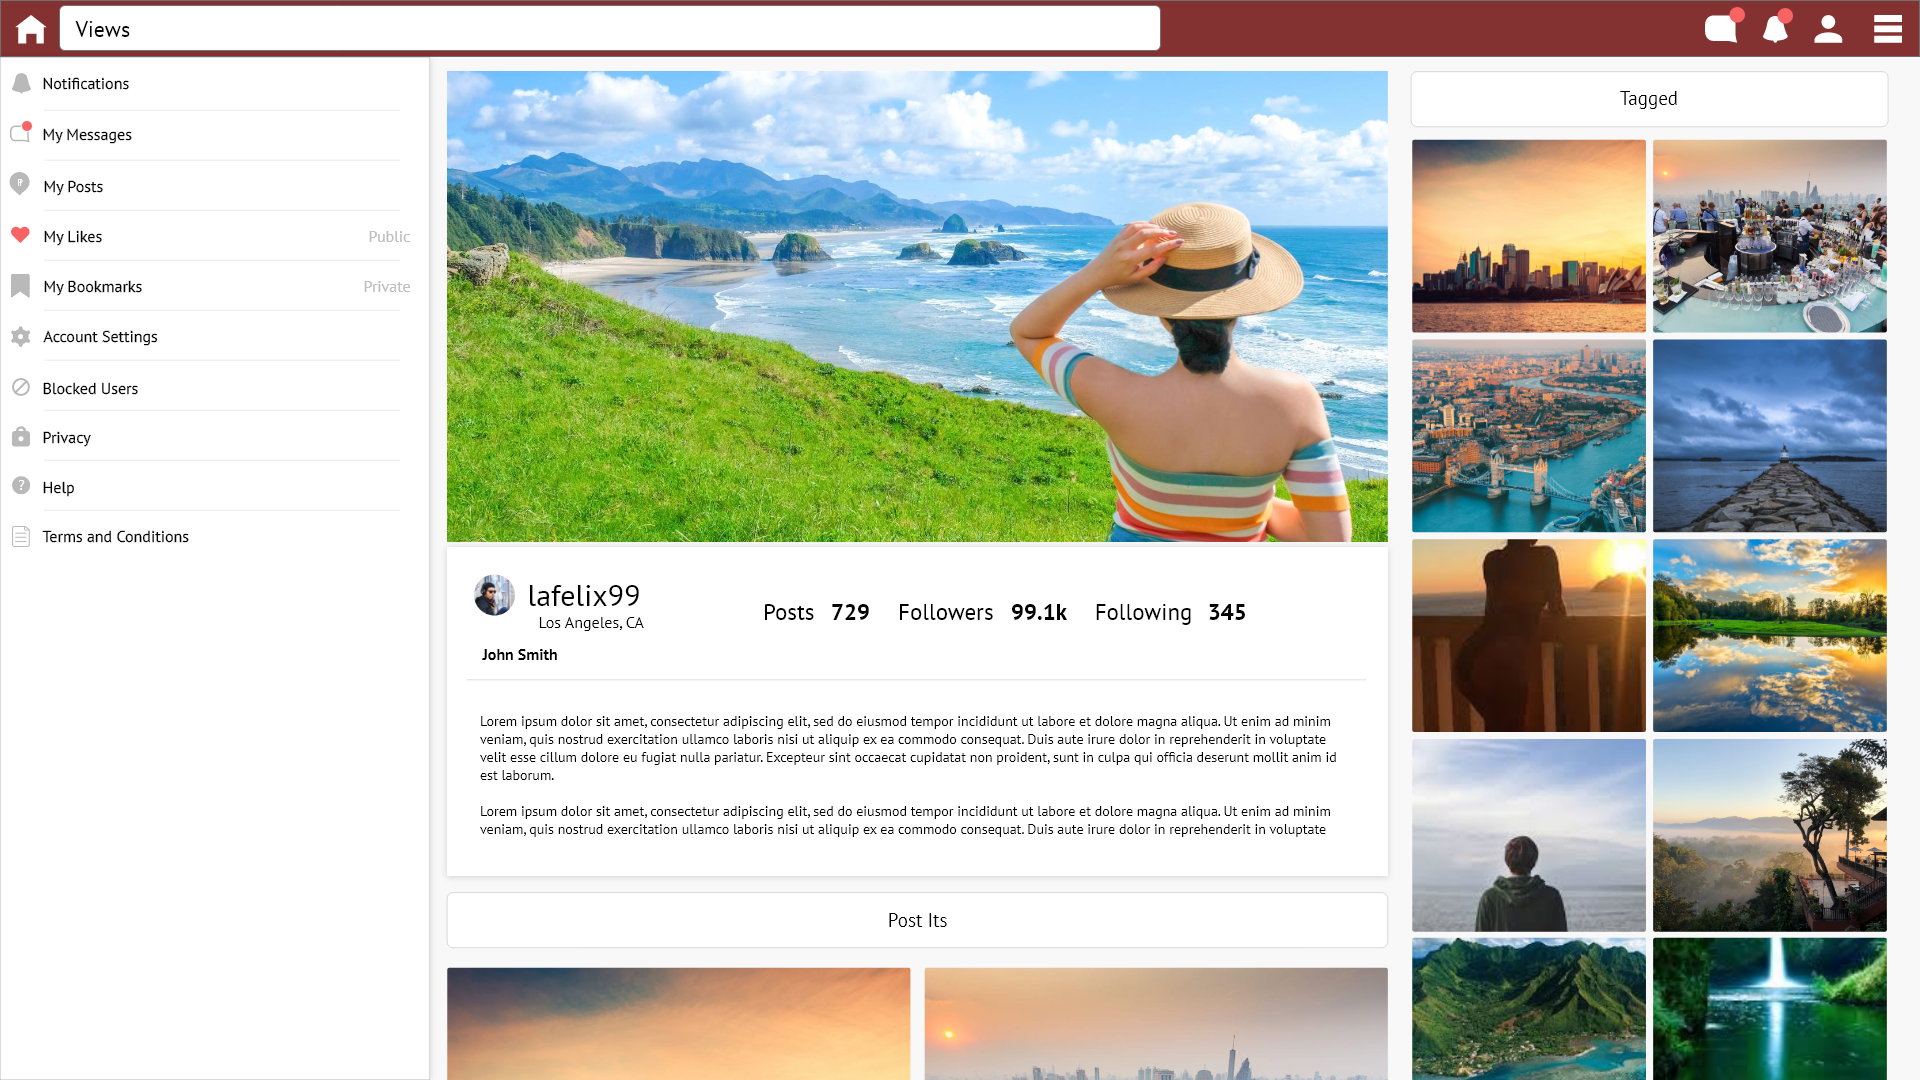 Views
Notifications
My Messages
My Posts
My Likes
Public
My Bookmarks
Private
Account Settings
Blocked Users
Privacy
Help
Terms and Conditions
lafelix99
Los Angeles, CA
John Smith
Posts 729 Followers 99.1k Following 345
Lorem ipsum dolor sit amet, consectetur adipiscing elit, sed do eiusmod tempor incididunt ut labore et dolore magna aliqua. Ut enim ad minim
veniam, quis nostrud exercitation ullamco laboris nisi ut aliquip ex ea commodo consequat. Duis aute irure dolor in reprehenderit in voluptate
velit esse cillum dolore eu fugiat nulla pariatur. Excepteur sint occaecat cupidatat non proident, sunt in culpa qui officia deserunt mollit anim id
est laborum.
Lorem ipsum dolor sit amet, consectetur adipiscing elit, sed do eiusmod tempor incididunt ut labore et dolore magna aliqua. Ut enim ad minim
veniam, quis nostrud exercitation ullamco laboris nisi ut aliquip ex ea commodo consequat. Duis aute irure dolor in reprehenderit in voluptate
Post Its
Tagged